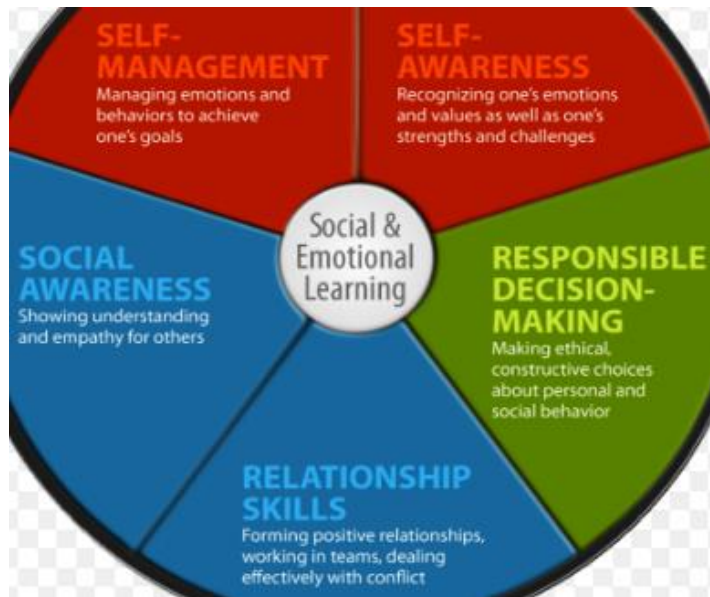 SELF-
MANAGEMENT
Managing emotions and
behaviors to achieve
one's goals
SELF-
AWARENESS
Recognizing one's emotions
and values as well as one's
strengths and challenges
Social &
Emotional
Learning
SOCIAL
AWARENESS
Showing understanding
and empathy for others
RESPONSIBLE
DECISION-
MAKING
Making ethical,
constructive choices
about personal and
social behavior
RELATIONSHIP
SKILLS
Forming positive relationships,
working in teams, dealing
effectively with conflict